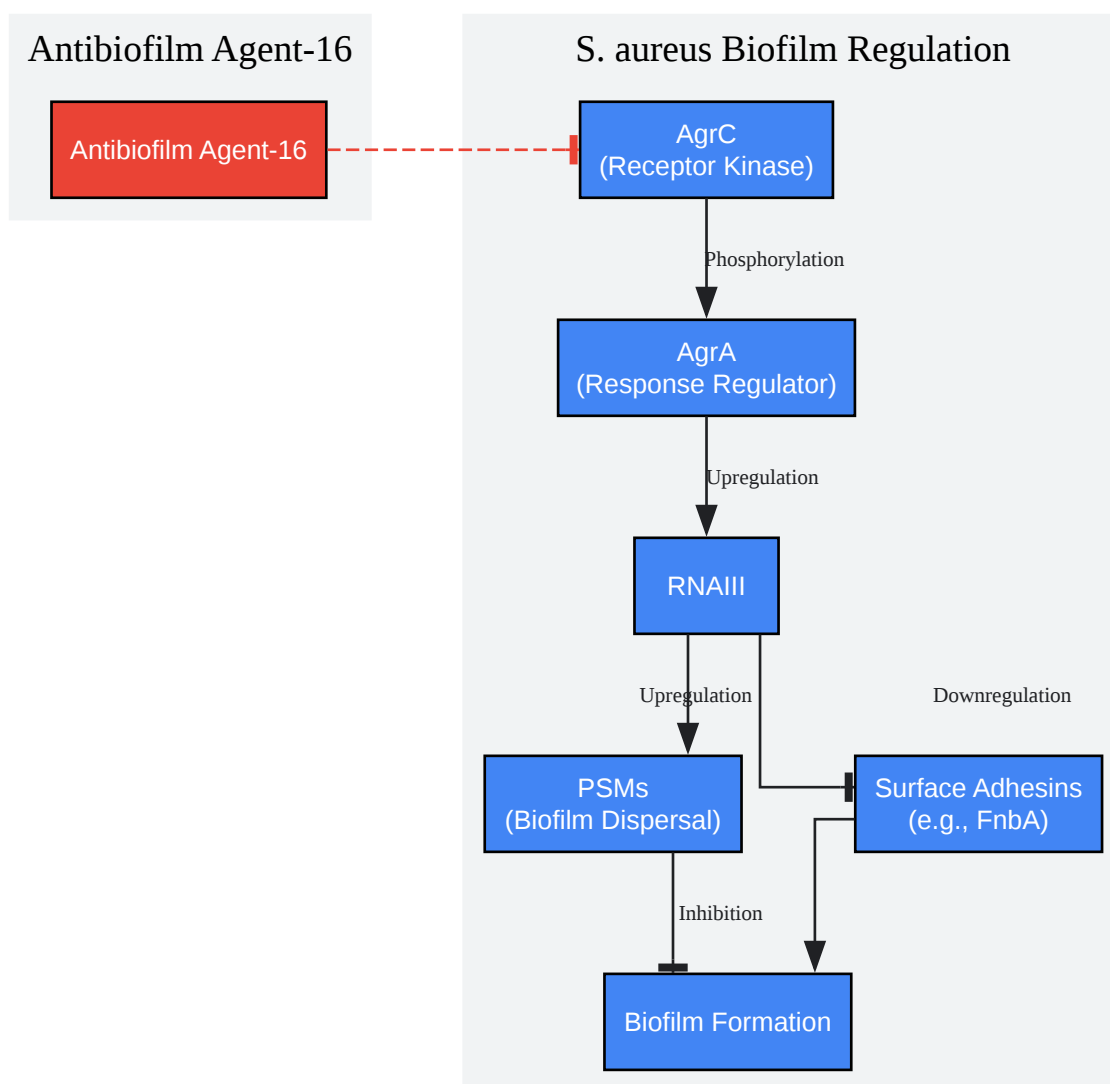 Antibiofilm Agent-16
S. aureus Biofilm Regulation
Antibiofilm Agent-16
AgrC
(Receptor Kinase)
Phosphorylation
AgrA
(Response Regulator)
Upregulation
RNAIII
Upregulation
Downregulation
PSMs
(Biofilm Dispersal)
Surface Adhesins
(e.g., FnbA)
Inhibition
Biofilm Formation